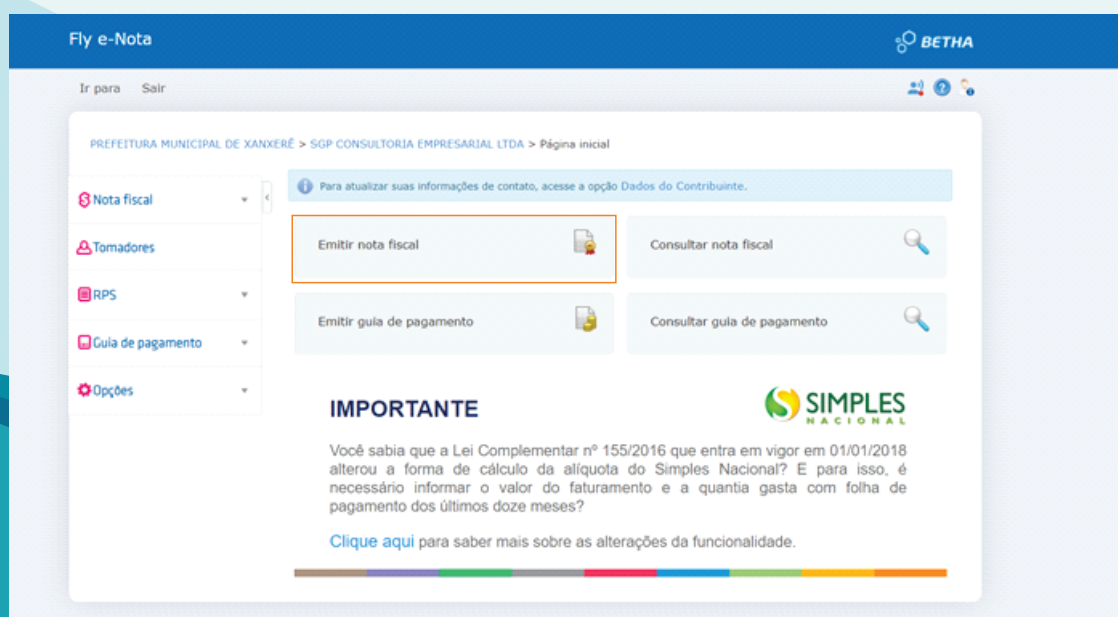 Fly e-Nota
BETHA
Ir para Sair
PREFEITURA MUNICIPAL DE XANXERÊ > SGP CONSULTORIA EMPRESARIAL LTDA > Página inicial
Nota fiscal
Tomadores
RPS
Guia de pagamento
Opções
Para atualizar suas informações de contato, acesse a opção Dados do Contribuinte.
Emitir nota fiscal
Consultar nota fiscal
Emitir guia de pagamento
Consultar guia de pagamento
IMPORTANTE
SIMPLES
NACIONAL
Você sabia que a Lei Complementar nº 155/2016 que entra em vigor em 01/01/2018
alterou a forma de cálculo da alíquota do Simples Nacional? E para isso, é
necessário informar o valor do faturamento e a quantia gasta com folha de
pagamento dos últimos doze meses?
Clique aqui para saber mais sobre as alterações da funcionalidade.